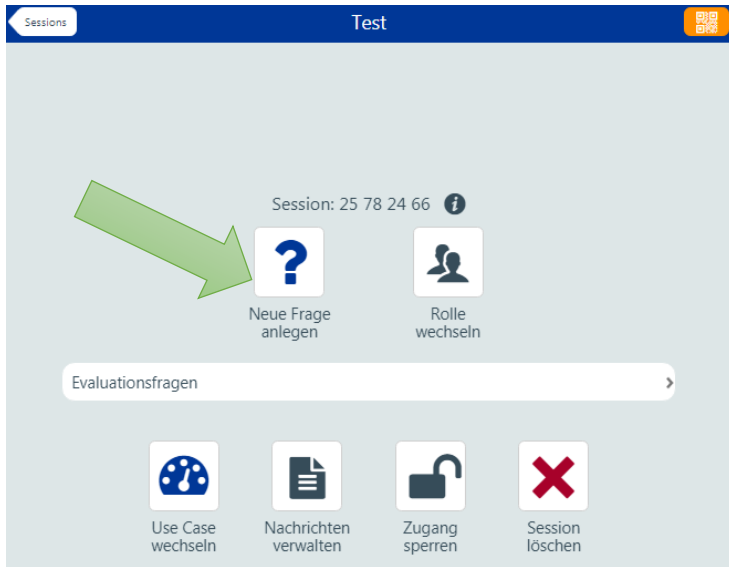 Sessions
Test
Session: 25 78 24 66
Neue Frage
anlegen
Rolle
wechseln
Evaluationsfragen
Use Case
wechseln
Nachrichten
verwalten
Zugang
sperren
Session
löschen